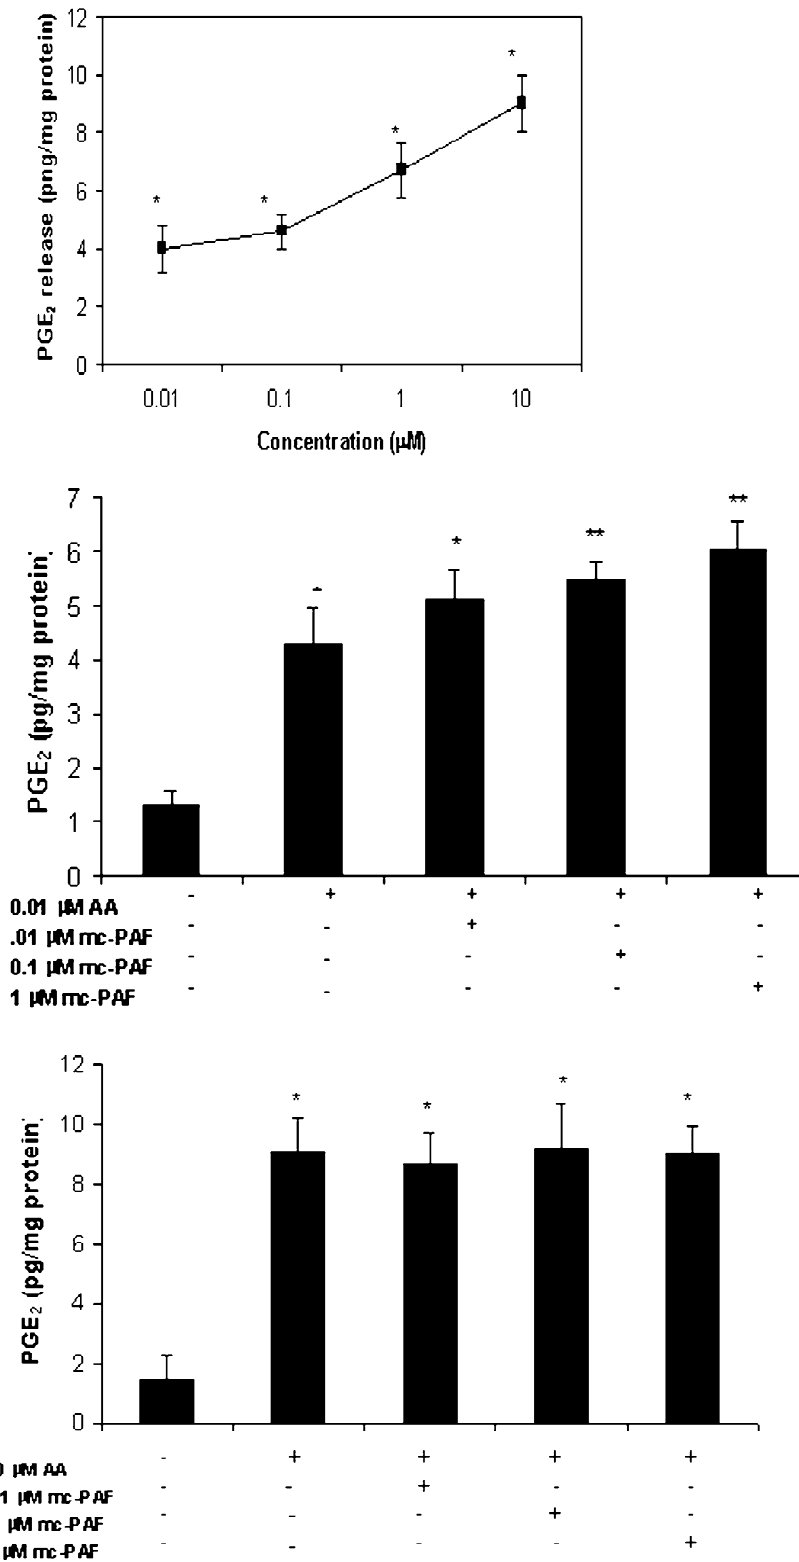 12
10
8
6
4
2
0
PGE2 release (png/mg protein)
*
*
*
*
0.01 0.1 1 10
Concentration (µM)
7
6
5
4
3
2
1
0
PGE2 (pg/mg protein
*
**
**
0.01 µM AA - + + + +
.01 µM mc-PAF - - + - -
0.1 µM mc-PAF - - - + -
1 µM mc-PAF - - - - +
12
10
8
6
4
2
0
PGE2 (pg/mg protein
*
*
*
*
µM AA - + + + +
1 µM mc-PAF - - + - -
µM mc-PAF - - - + -
µM mc-PAF - - - - +